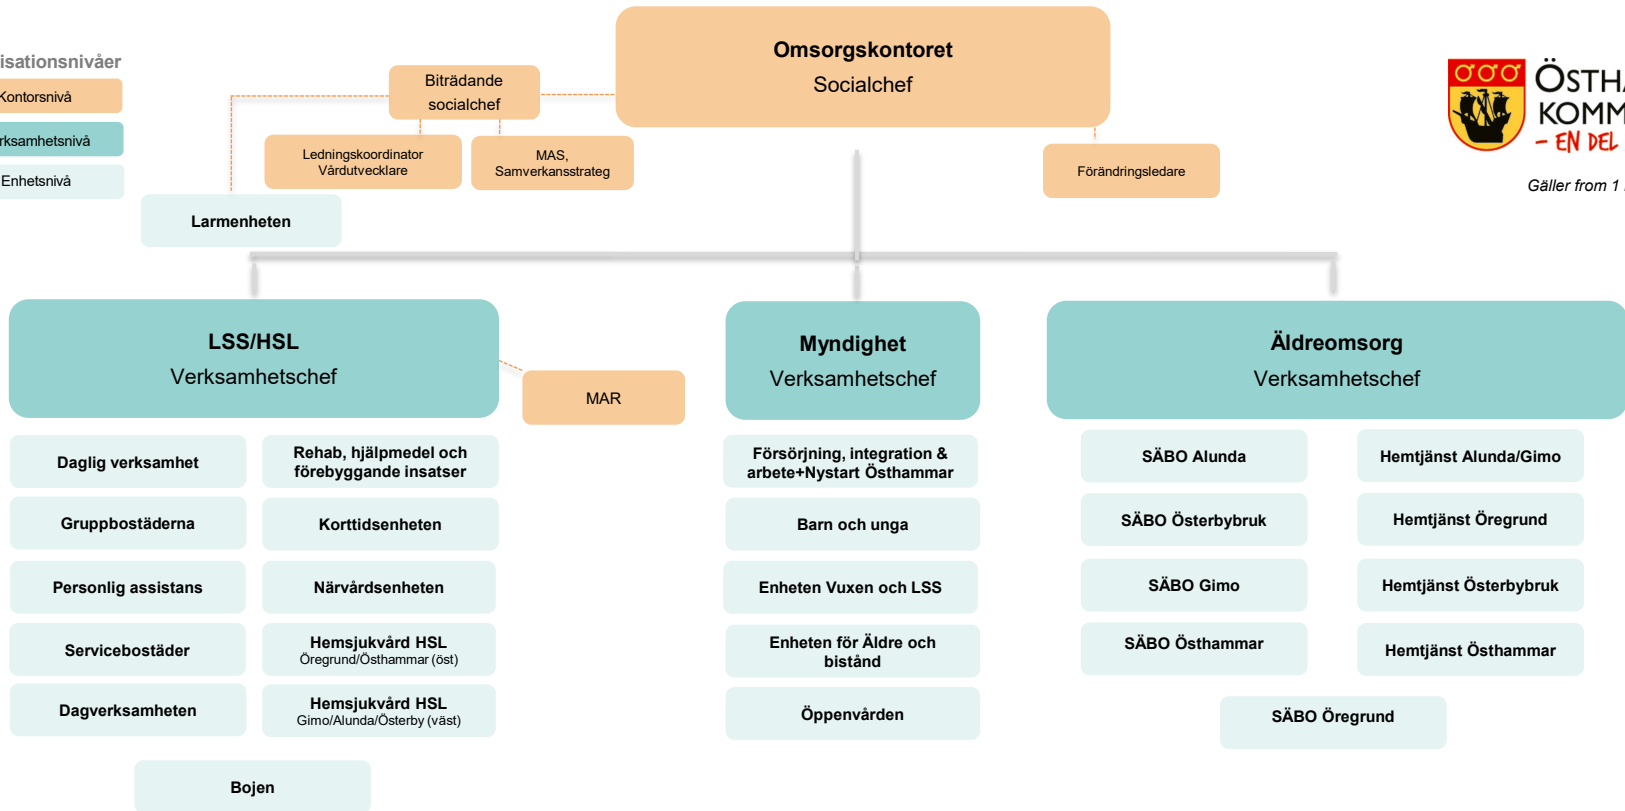 Omsorgskontoret
Socialchef
isationsnivåer
Kontorsnivå
rksamhetsnivå
Enhetsnivå
Biträdande
socialchef
Ledningskoordinator
Vårdutvecklare
MAS,
Samverkansstrateg
Förändringsledare
Larmenheten
ÖSTHA
KOMM
– EN DEL
Gäller from 1
LSS/HSL
Verksamhetschef
MAR
Myndighet
Verksamhetschef
Äldreomsorg
Verksamhetschef
Daglig verksamhet
Gruppbostäderna
Personlig assistans
Servicebostäder
Dagverksamheten
Rehab, hjälpmedel och
förebyggande insatser
Korttidsenheten
Närvårdsenheten
Hemsjukvård HSL
Öregrund/Östhammar (öst)
Hemsjukvård HSL
Gimo/Alunda/Österby (väst)
Bojen
Försörjning, integration &
arbete+Nystart Östhammar
Barn och unga
Enheten Vuxen och LSS
Enheten för Äldre och
bistånd
Öppenvården
SÄBO Alunda
SÄBO Österbybruk
SÄBO Gimo
SÄBO Östhammar
Hemtjänst Alunda/Gimo
Hemtjänst Öregrund
Hemtjänst Österbybruk
Hemtjänst Östhammar
SÄBO Öregrund